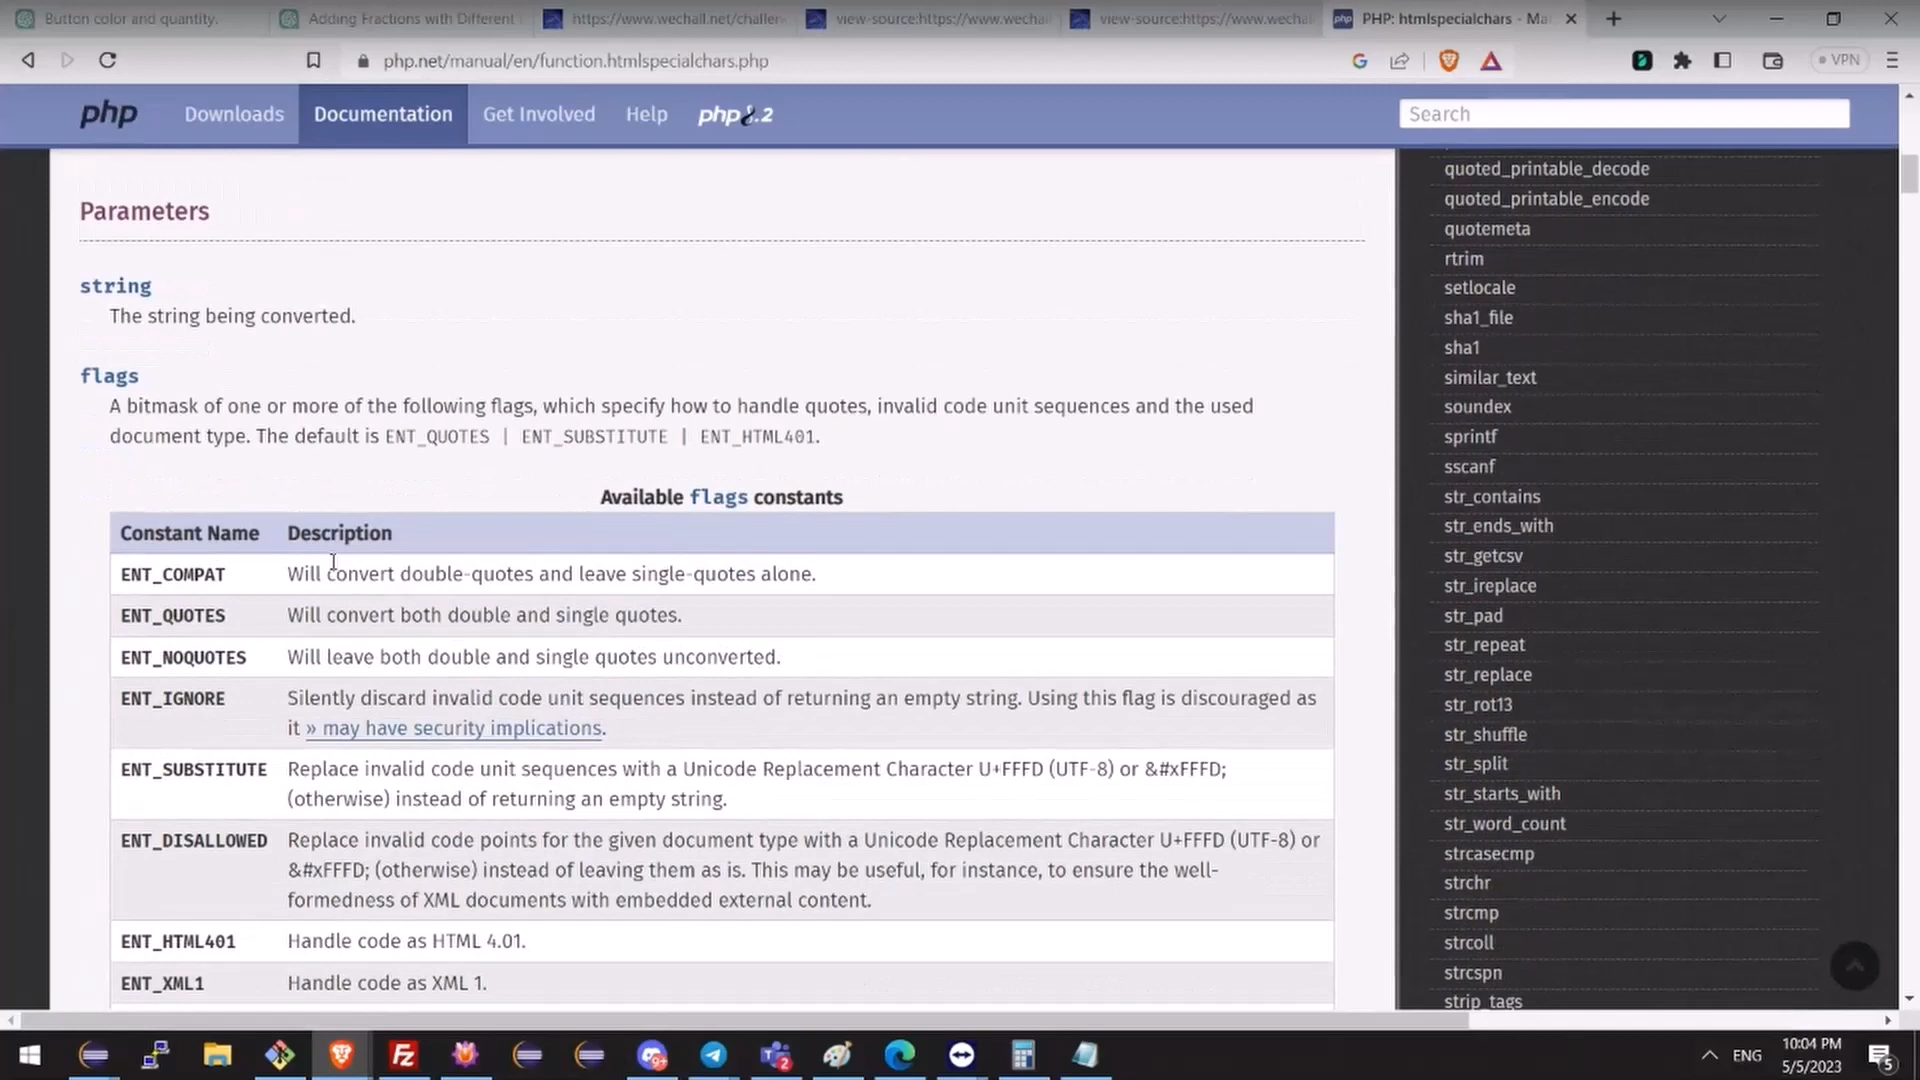 Button color and quantity.
Adding Fractions with Different
https://www.wechall.net/challen
view-source:https://www.wechal
view-source:https://www.wechal
php PHP: htmlspecialchars - Ma
php.net/manual/en/function.htmlspecialchars.php
VPN
php Downloads Documentation Get Involved Help php8.2 Search
Parameters
string
The string being converted.
flags
A bitmask of one or more of the following flags, which specify how to handle quotes, invalid code unit sequences and the used
document type. The default is ENT_QUOTES | ENT_SUBSTITUTE | ENT_HTML401.
Available flags constants
Constant Name Description
ENT_COMPAT Will convert double-quotes and leave single-quotes alone.
ENT_QUOTES Will convert both double and single quotes.
ENT_NOQUOTES Will leave both double and single quotes unconverted.
ENT_IGNORE Silently discard invalid code unit sequences instead of returning an empty string. Using this flag is discouraged as
it » may have security implications.
ENT_SUBSTITUTE Replace invalid code unit sequences with a Unicode Replacement Character U+FFFD (UTF-8) or &#xFFFD;
(otherwise) instead of returning an empty string.
ENT_DISALLOWED Replace invalid code points for the given document type with a Unicode Replacement Character U+FFFD (UTF-8) or
&#xFFFD; (otherwise) instead of leaving them as is. This may be useful, for instance, to ensure the well-
formedness of XML documents with embedded external content.
ENT_HTML401 Handle code as HTML 4.01.
ENT_XML1 Handle code as XML 1.
quoted_printable_decode
quoted_printable_encode
quotemeta
rtrim
setlocale
sha1_file
sha1
similar_text
soundex
sprintf
sscanf
str_contains
str_ends_with
str_getcsv
str_ireplace
str_pad
str_repeat
str_replace
str_rot13
str_shuffle
str_split
str_starts_with
str_word_count
strcasecmp
strchr
strcmp
strcoll
strcspn
strip_tags
ENG
10:04 PM
5/5/2023
5